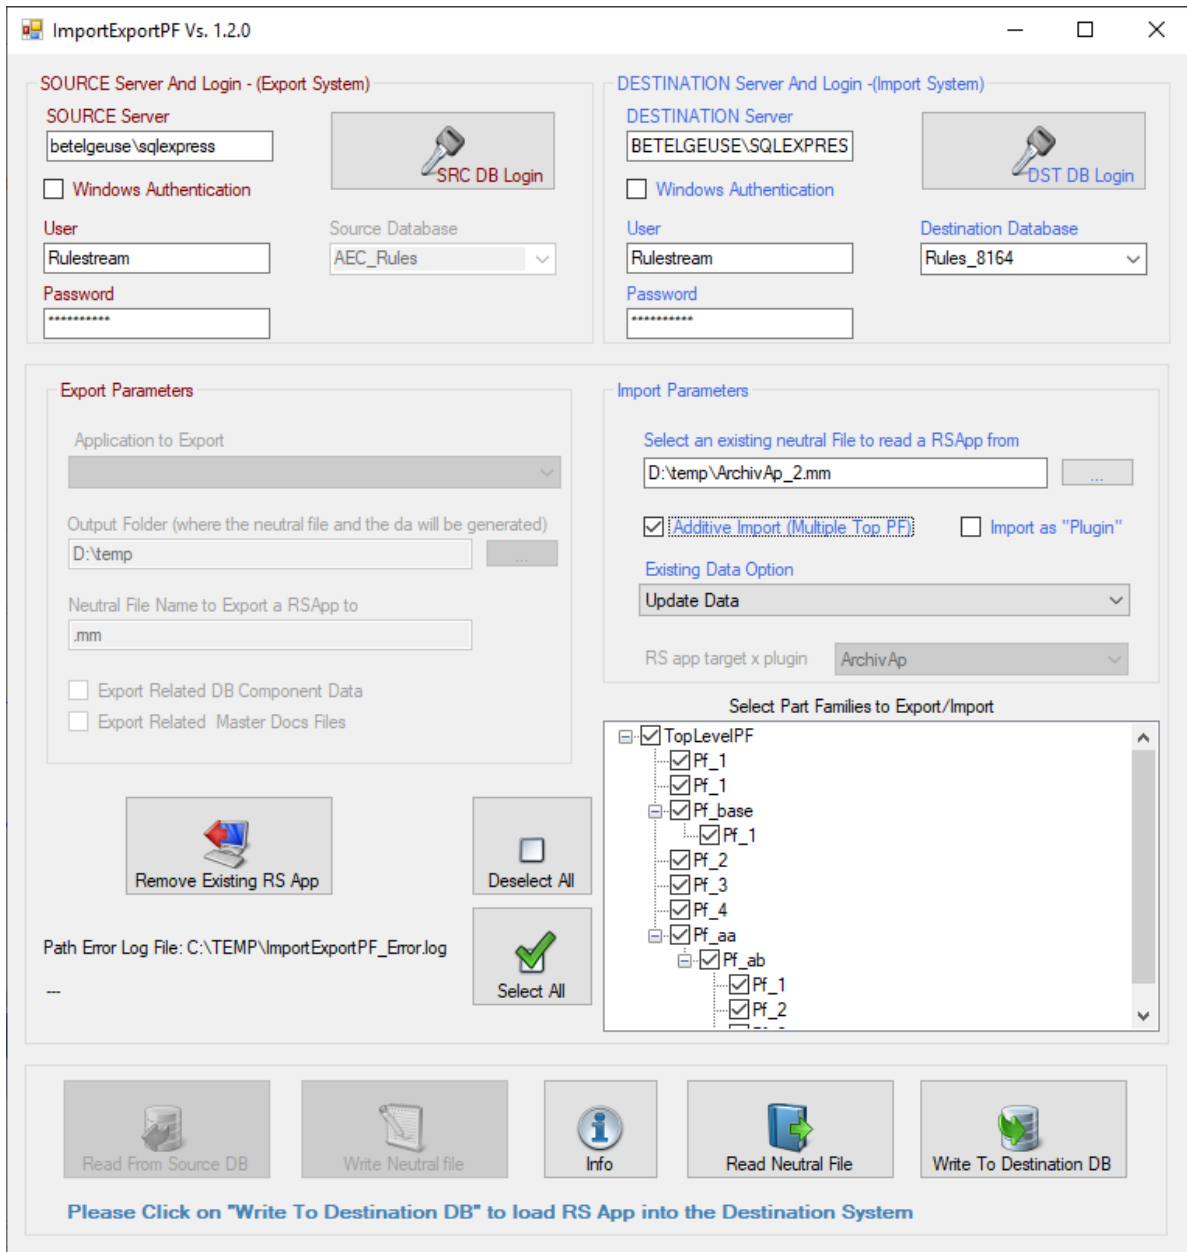 ImportExportPF Vs. 1.2.0
SOURCE Server And Login - (Export System)
SOURCE Server
betelgeuse\sqlexpress
SRC DB Login
Windows Authentication
User
Source Database
Rulestream
AEC_Rules
Password
**********
DESTINATION Server And Login -(Import System)
DESTINATION Server
BETELGEUSE\SQLEXPRES
DST DB Login
Windows Authentication
User
Destination Database
Rulestream
Rules_8164
Password
**********
Export Parameters
Application to Export
Output Folder (where the neutral file and the da will be generated)
D:\temp
...
Neutral File Name to Export a RSApp to
.mm
Export Related DB Component Data
Export Related  Master Docs Files
Import Parameters
Select an existing neutral File to read a RSApp from
D:\temp\ArchivAp_2.mm
...
Additive Import (Multiple Top PF)
Import as "Plugin"
Existing Data Option
Update Data
RS app target x plugin
ArchivAp
Select Part Families to Export/Import
TopLevelPF
Pf_1
Pf_1
Pf_base
Pf_1
Pf_2
Pf_3
Pf_4
Pf_aa
Pf_ab
Pf_1
Pf_2
Remove Existing RS App
Deselect All
Path Error Log File: C:\TEMP\ImportExportPF_Error.log
---
Select All
Read From Source DB
Write Neutral file
Info
Read Neutral File
Write To Destination DB
Please Click on "Write To Destination DB" to load RS App into the Destination System